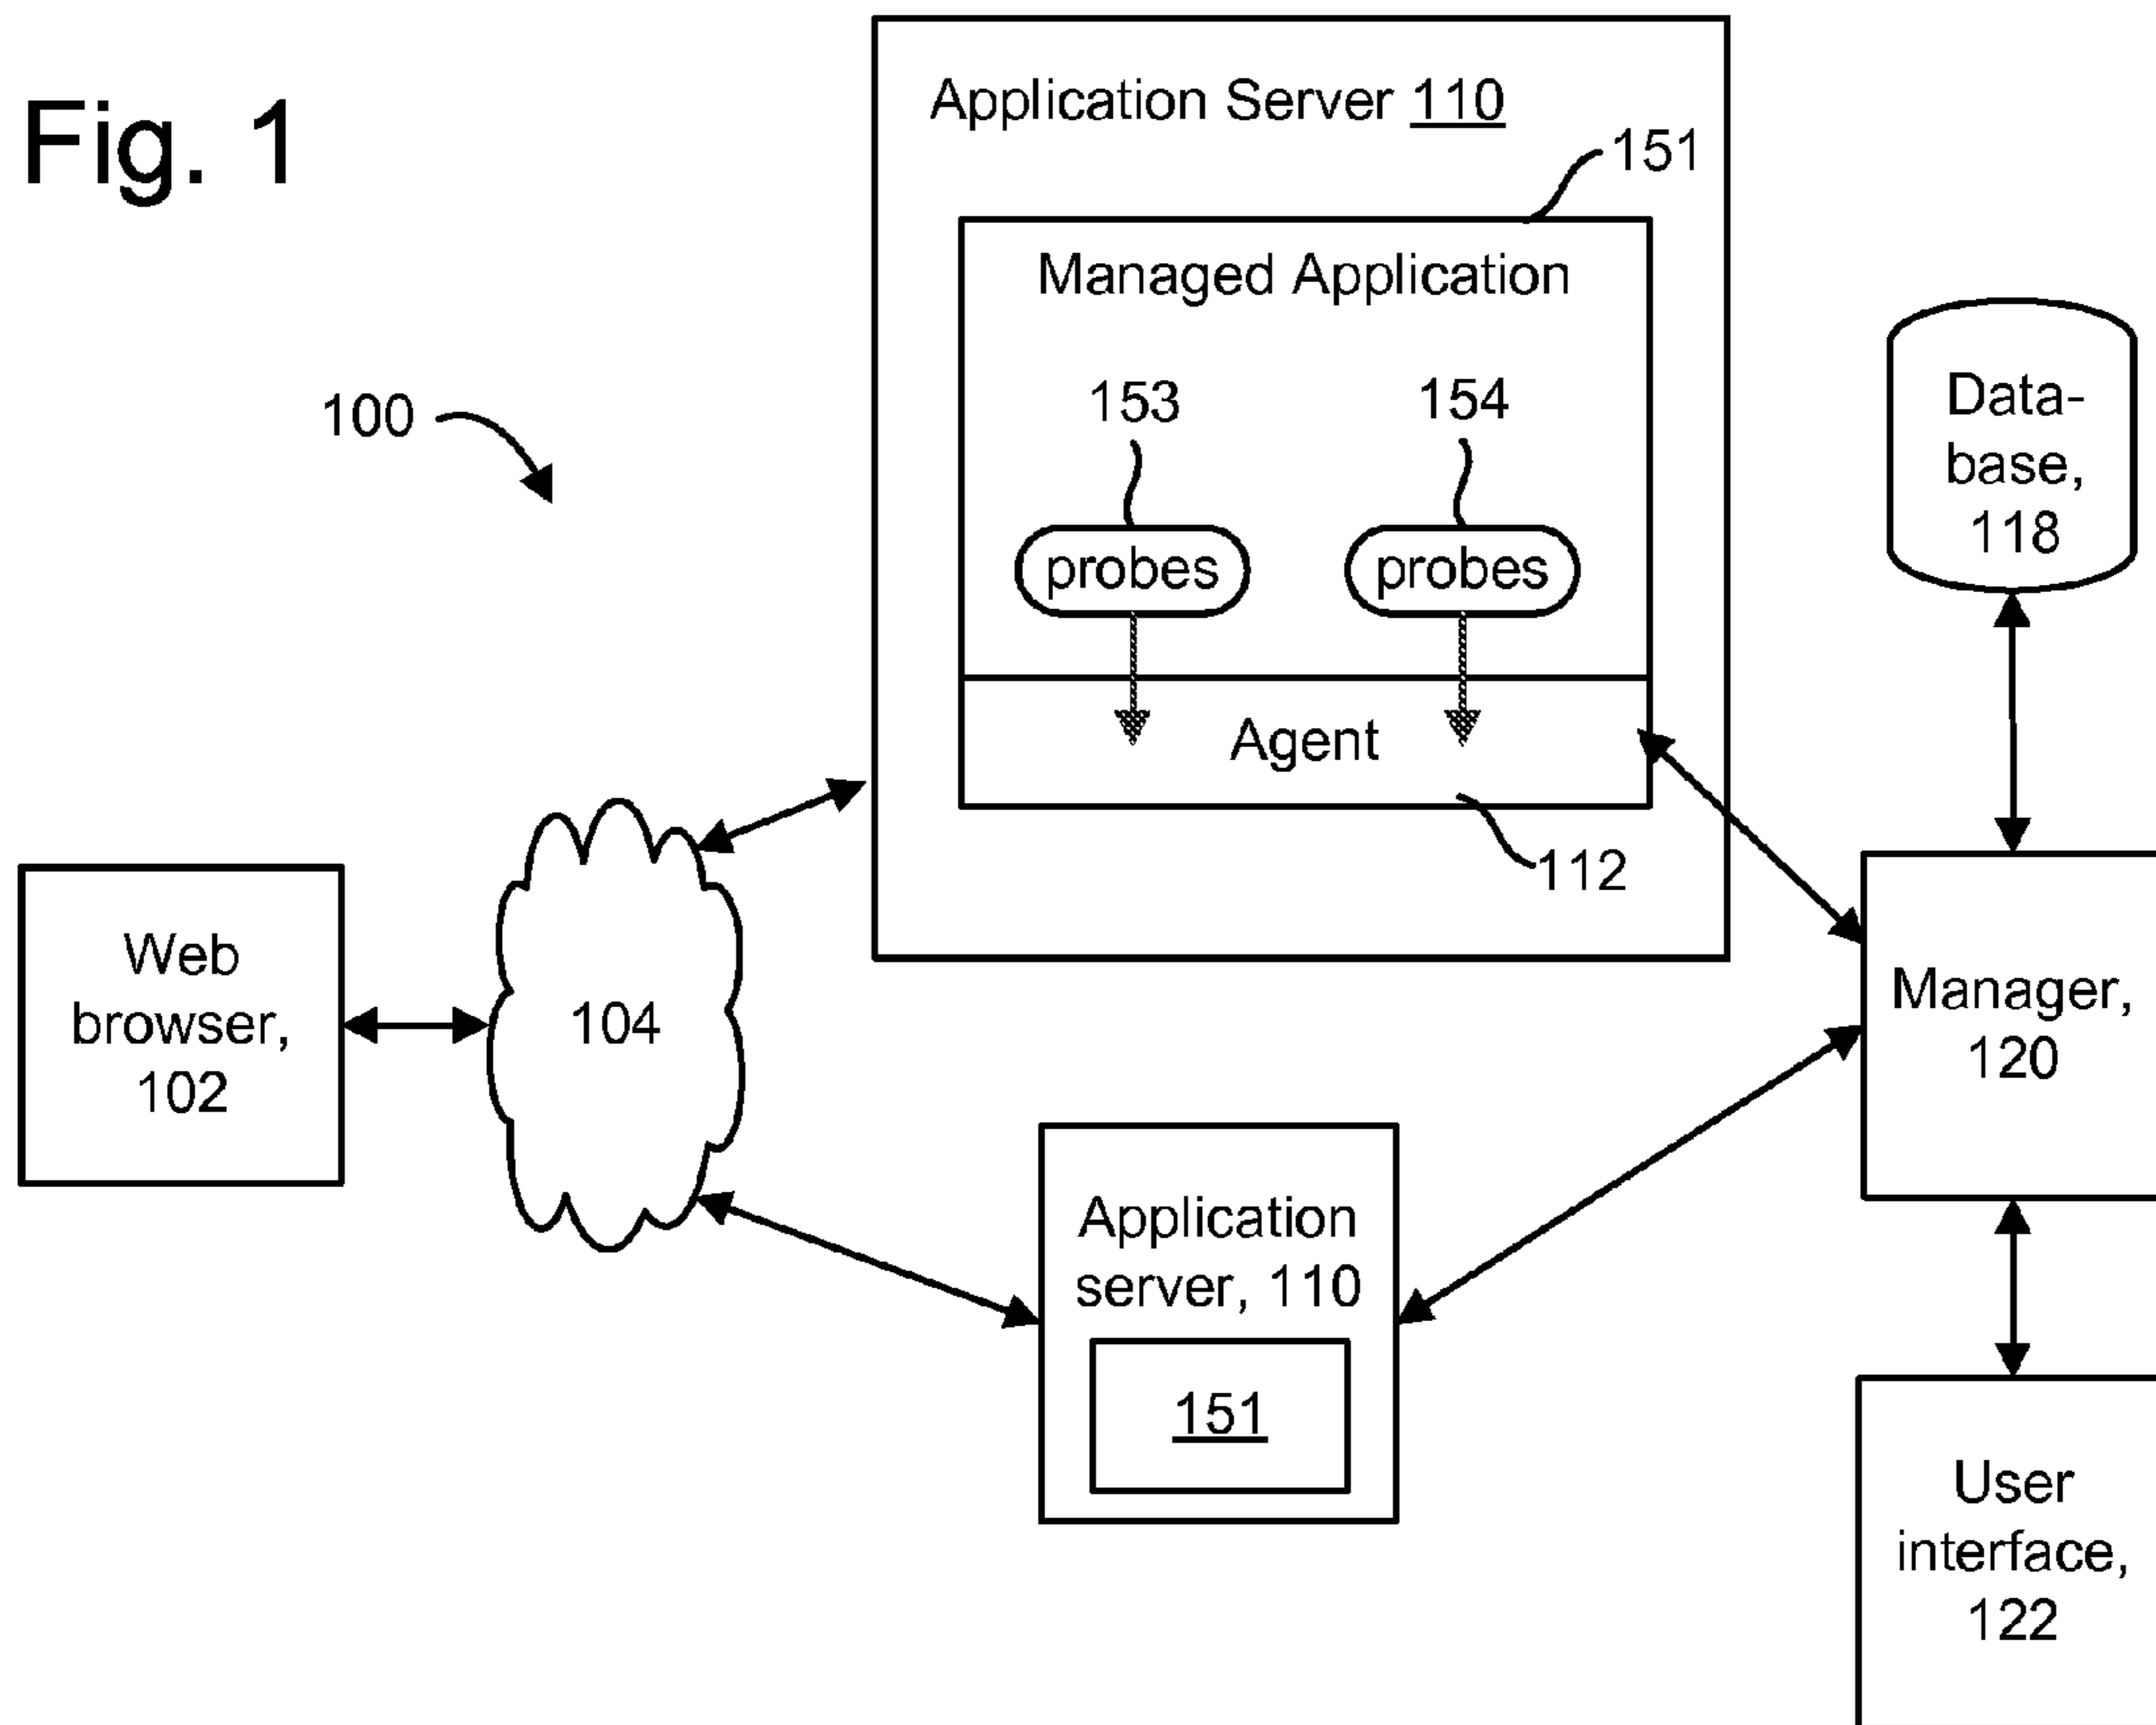 Fig. 1
Application Server 110
151
Managed Application
100
153
154
probes
probes
Agent
112
Data-
base,
118
Web
browser,
102
104
Manager,
120
Application
server, 110
151
User
interface,
122